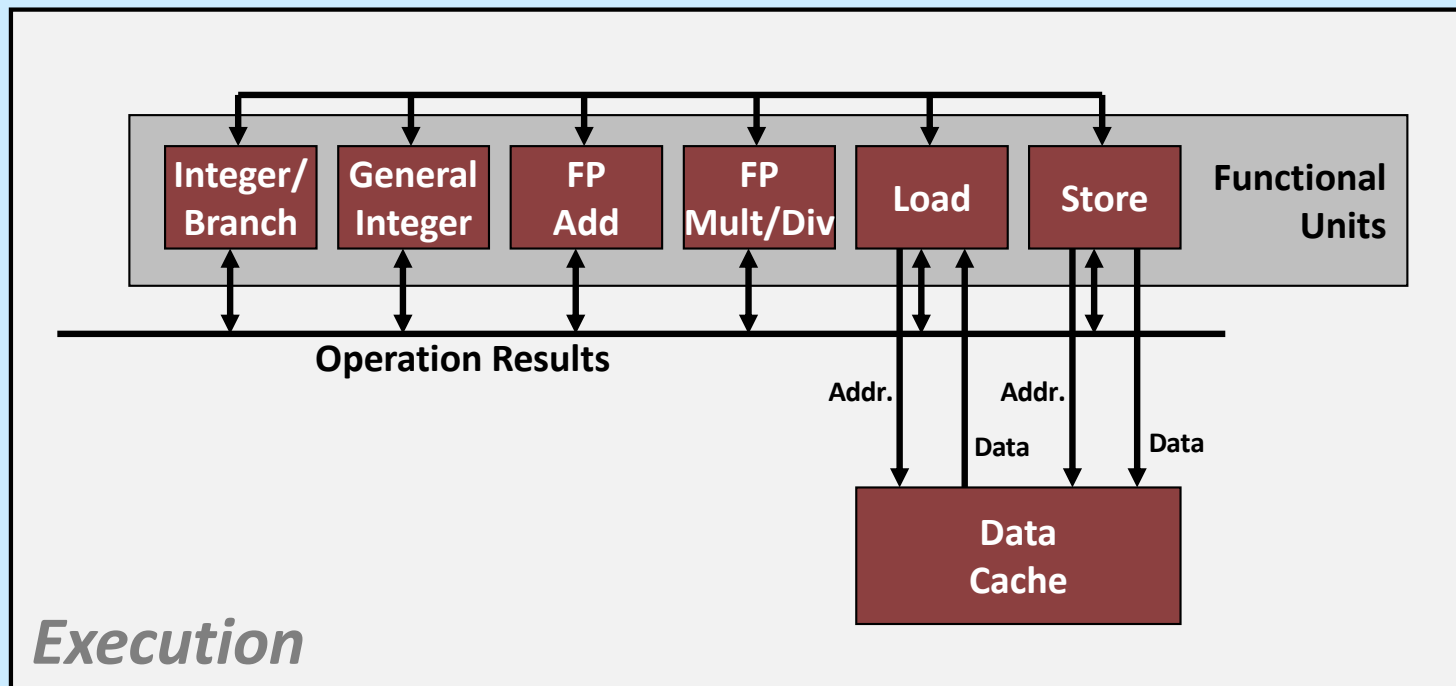 Integer/
Branch
General
Integer
FP
Add
FP
Mult/Div
Load
Store
Functional
Units
Operation Results
Addr.
Addr.
Data
Data
Data
Cache
Execution